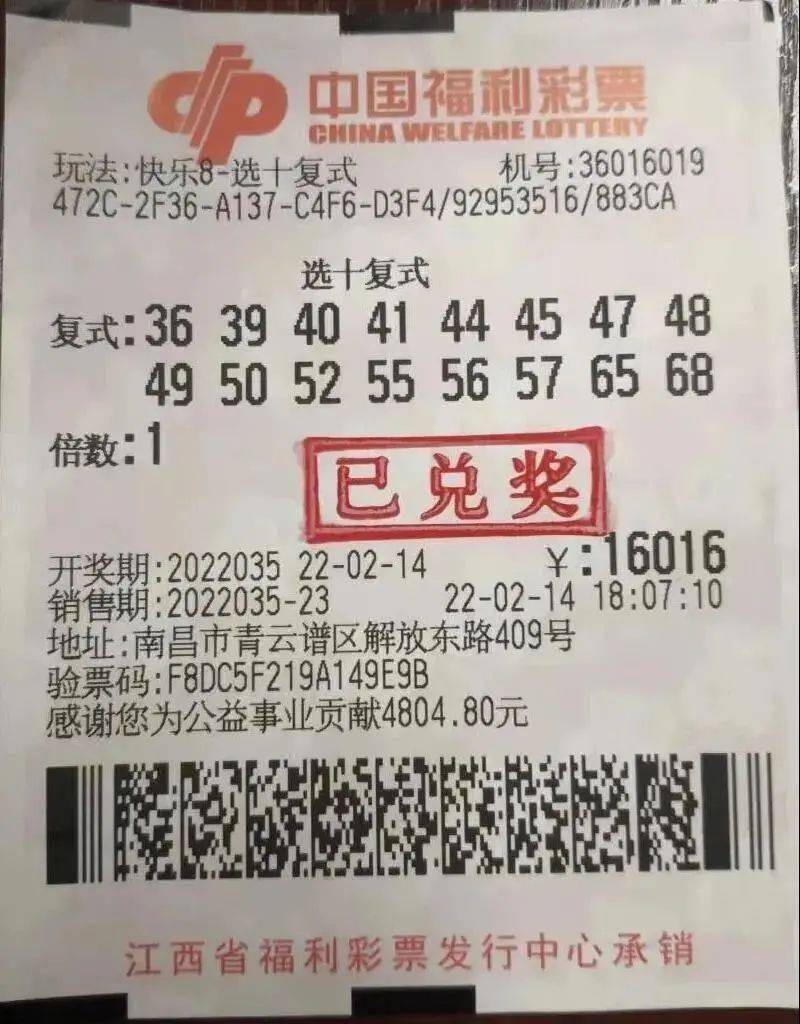 中国福利彩票
CHINA WELFARE LOTTERY
玩法:快乐8-选十复式 机号:36016019
472C-2F36-A137-C4F6-D3F4/92953516/883CA
选十复式
复式:36 39 40 41 44 45 47 48
49 50 52 55 56 57 65 68
倍数:1
已兑奖
开奖期:2022035 22-02-14 ¥:16016
销售期:2022035-23 22-02-14 18:07:10
地址:南昌市青云谱区解放东路409号
验票码:F8DC5F219A149E9B
感谢您为公益事业贡献4804.80元
江西省福利彩票发行中心承销